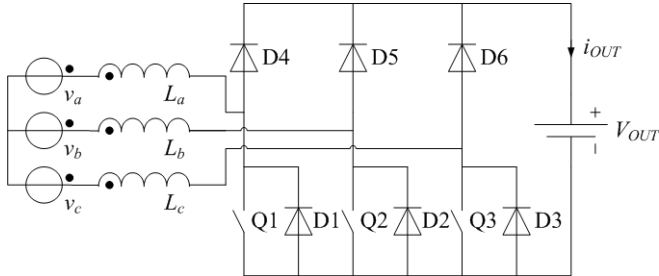 D4 D5 D6 i_OUT
v_a L_a
v_b L_b
v_c L_c
+
V_OUT
Q1 D1 Q2 D2 Q3 D3